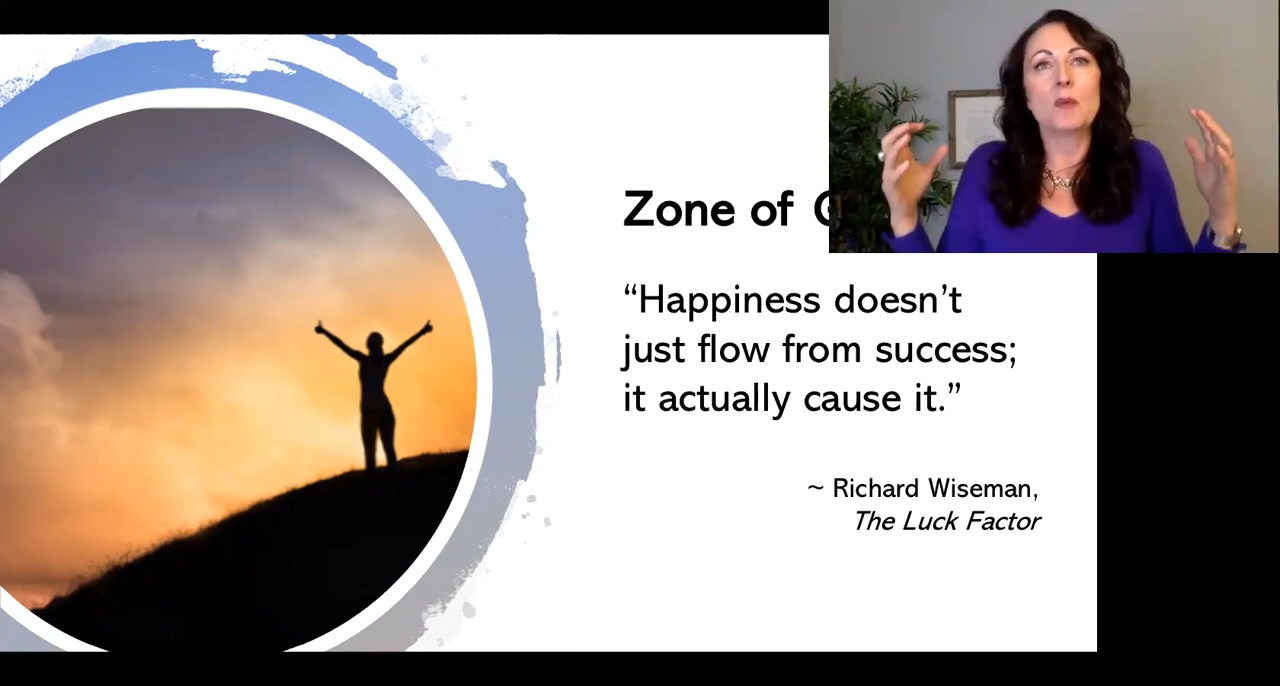 Zone of
“Happiness doesn’t
just flow from success;
it actually cause it.”
~ Richard Wiseman,
The Luck Factor